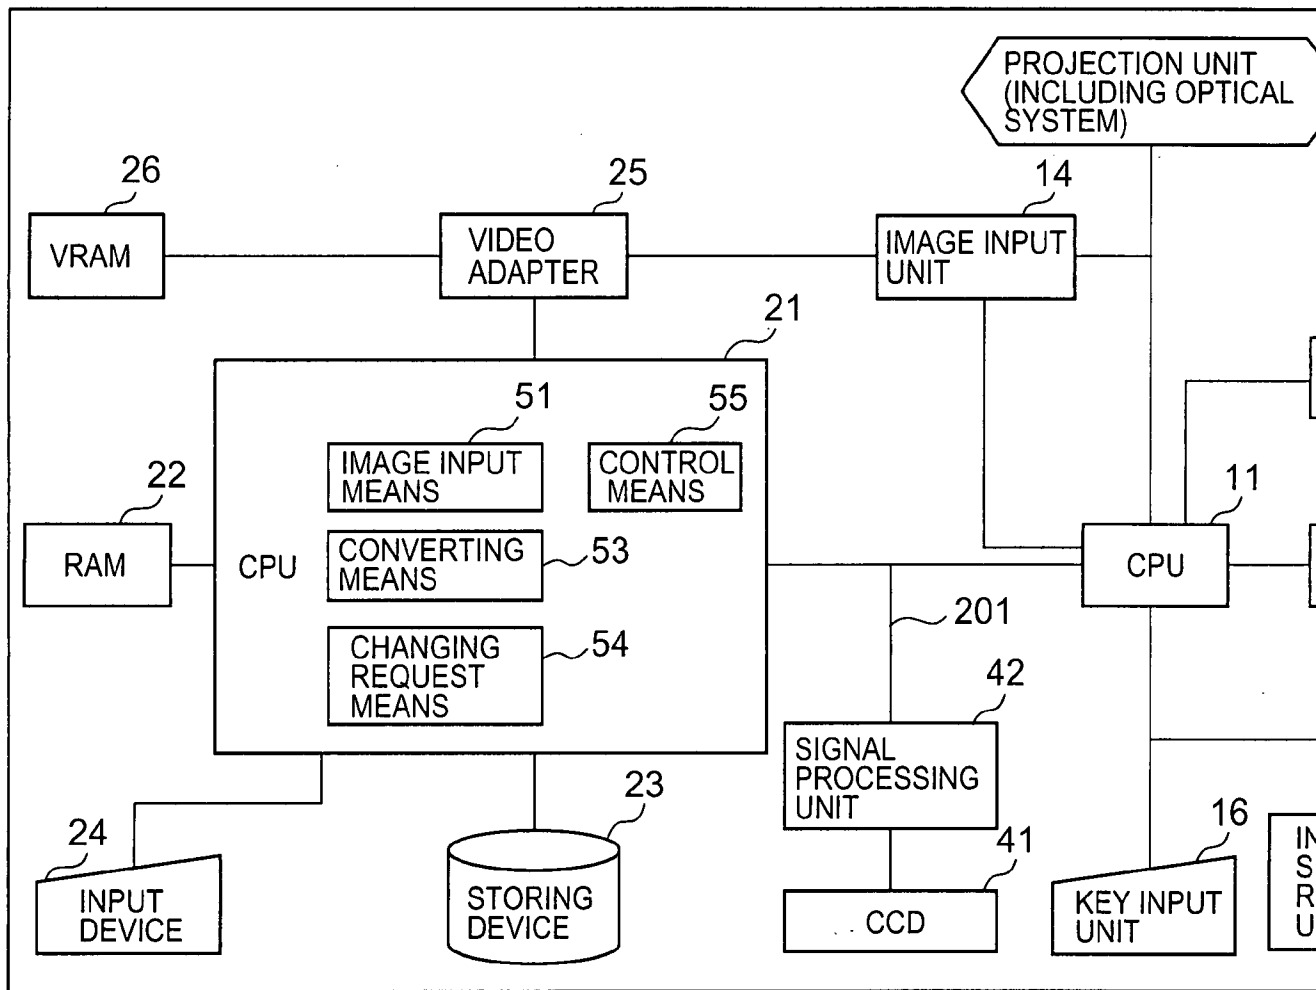 PROJECTION UNIT
(INCLUDING OPTICAL
SYSTEM)
26
25
14
VRAM
VIDEO
ADAPTER
IMAGE INPUT
UNIT
21
51
55
IMAGE INPUT
MEANS
CONTROL
MEANS
22
11
RAM
CPU
CONVERTING
MEANS
53
CPU
201
CHANGING
REQUEST
MEANS
54
42
SIGNAL
PROCESSING
UNIT
23
24
16
41
INPUT
DEVICE
STORING
DEVICE
CCD
KEY INPUT
UNIT